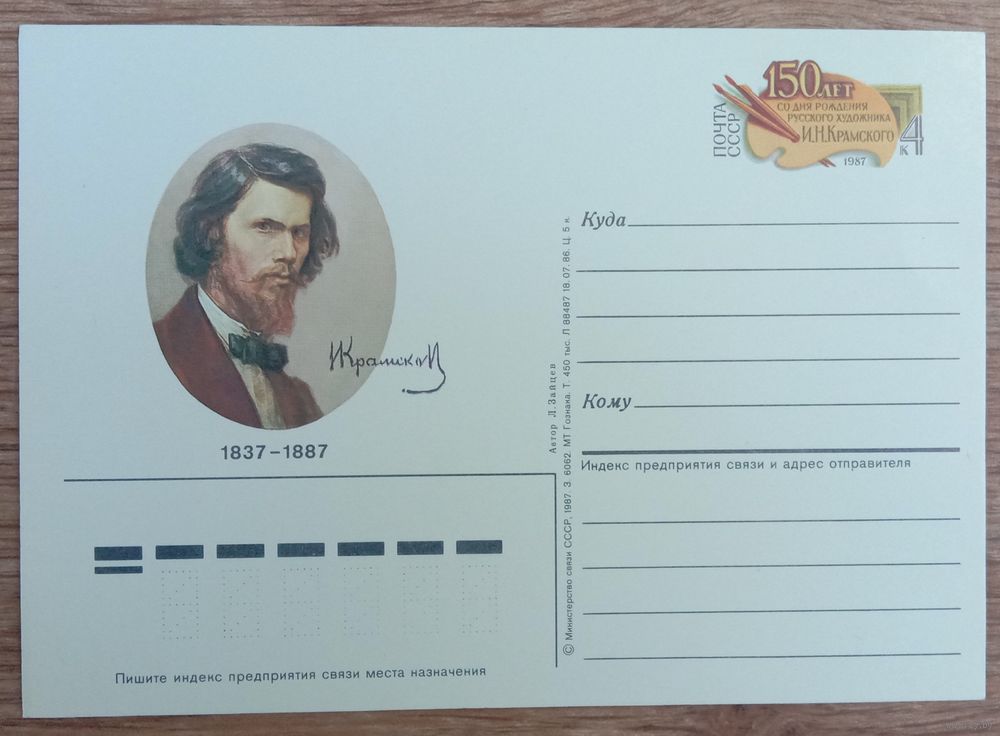 150 ЛЕТ
СО ДНЯ РОЖДЕНИЯ
РУССКОГО ХУДОЖНИКА
И.Н.КРАМСКОГО
1987
ПОЧТА
СССР
4
К
Крамской
1837–1887
Куда
Кому
Индекс предприятия связи и адрес отправителя
Автор Л. Зайцев
© Министерство связи СССР, 1987. З. 6062. МТ Гознака. Т. 450 тыс. Л 88487 18.07.86. Ц. 5 к.
Пишите индекс предприятия связи места назначения